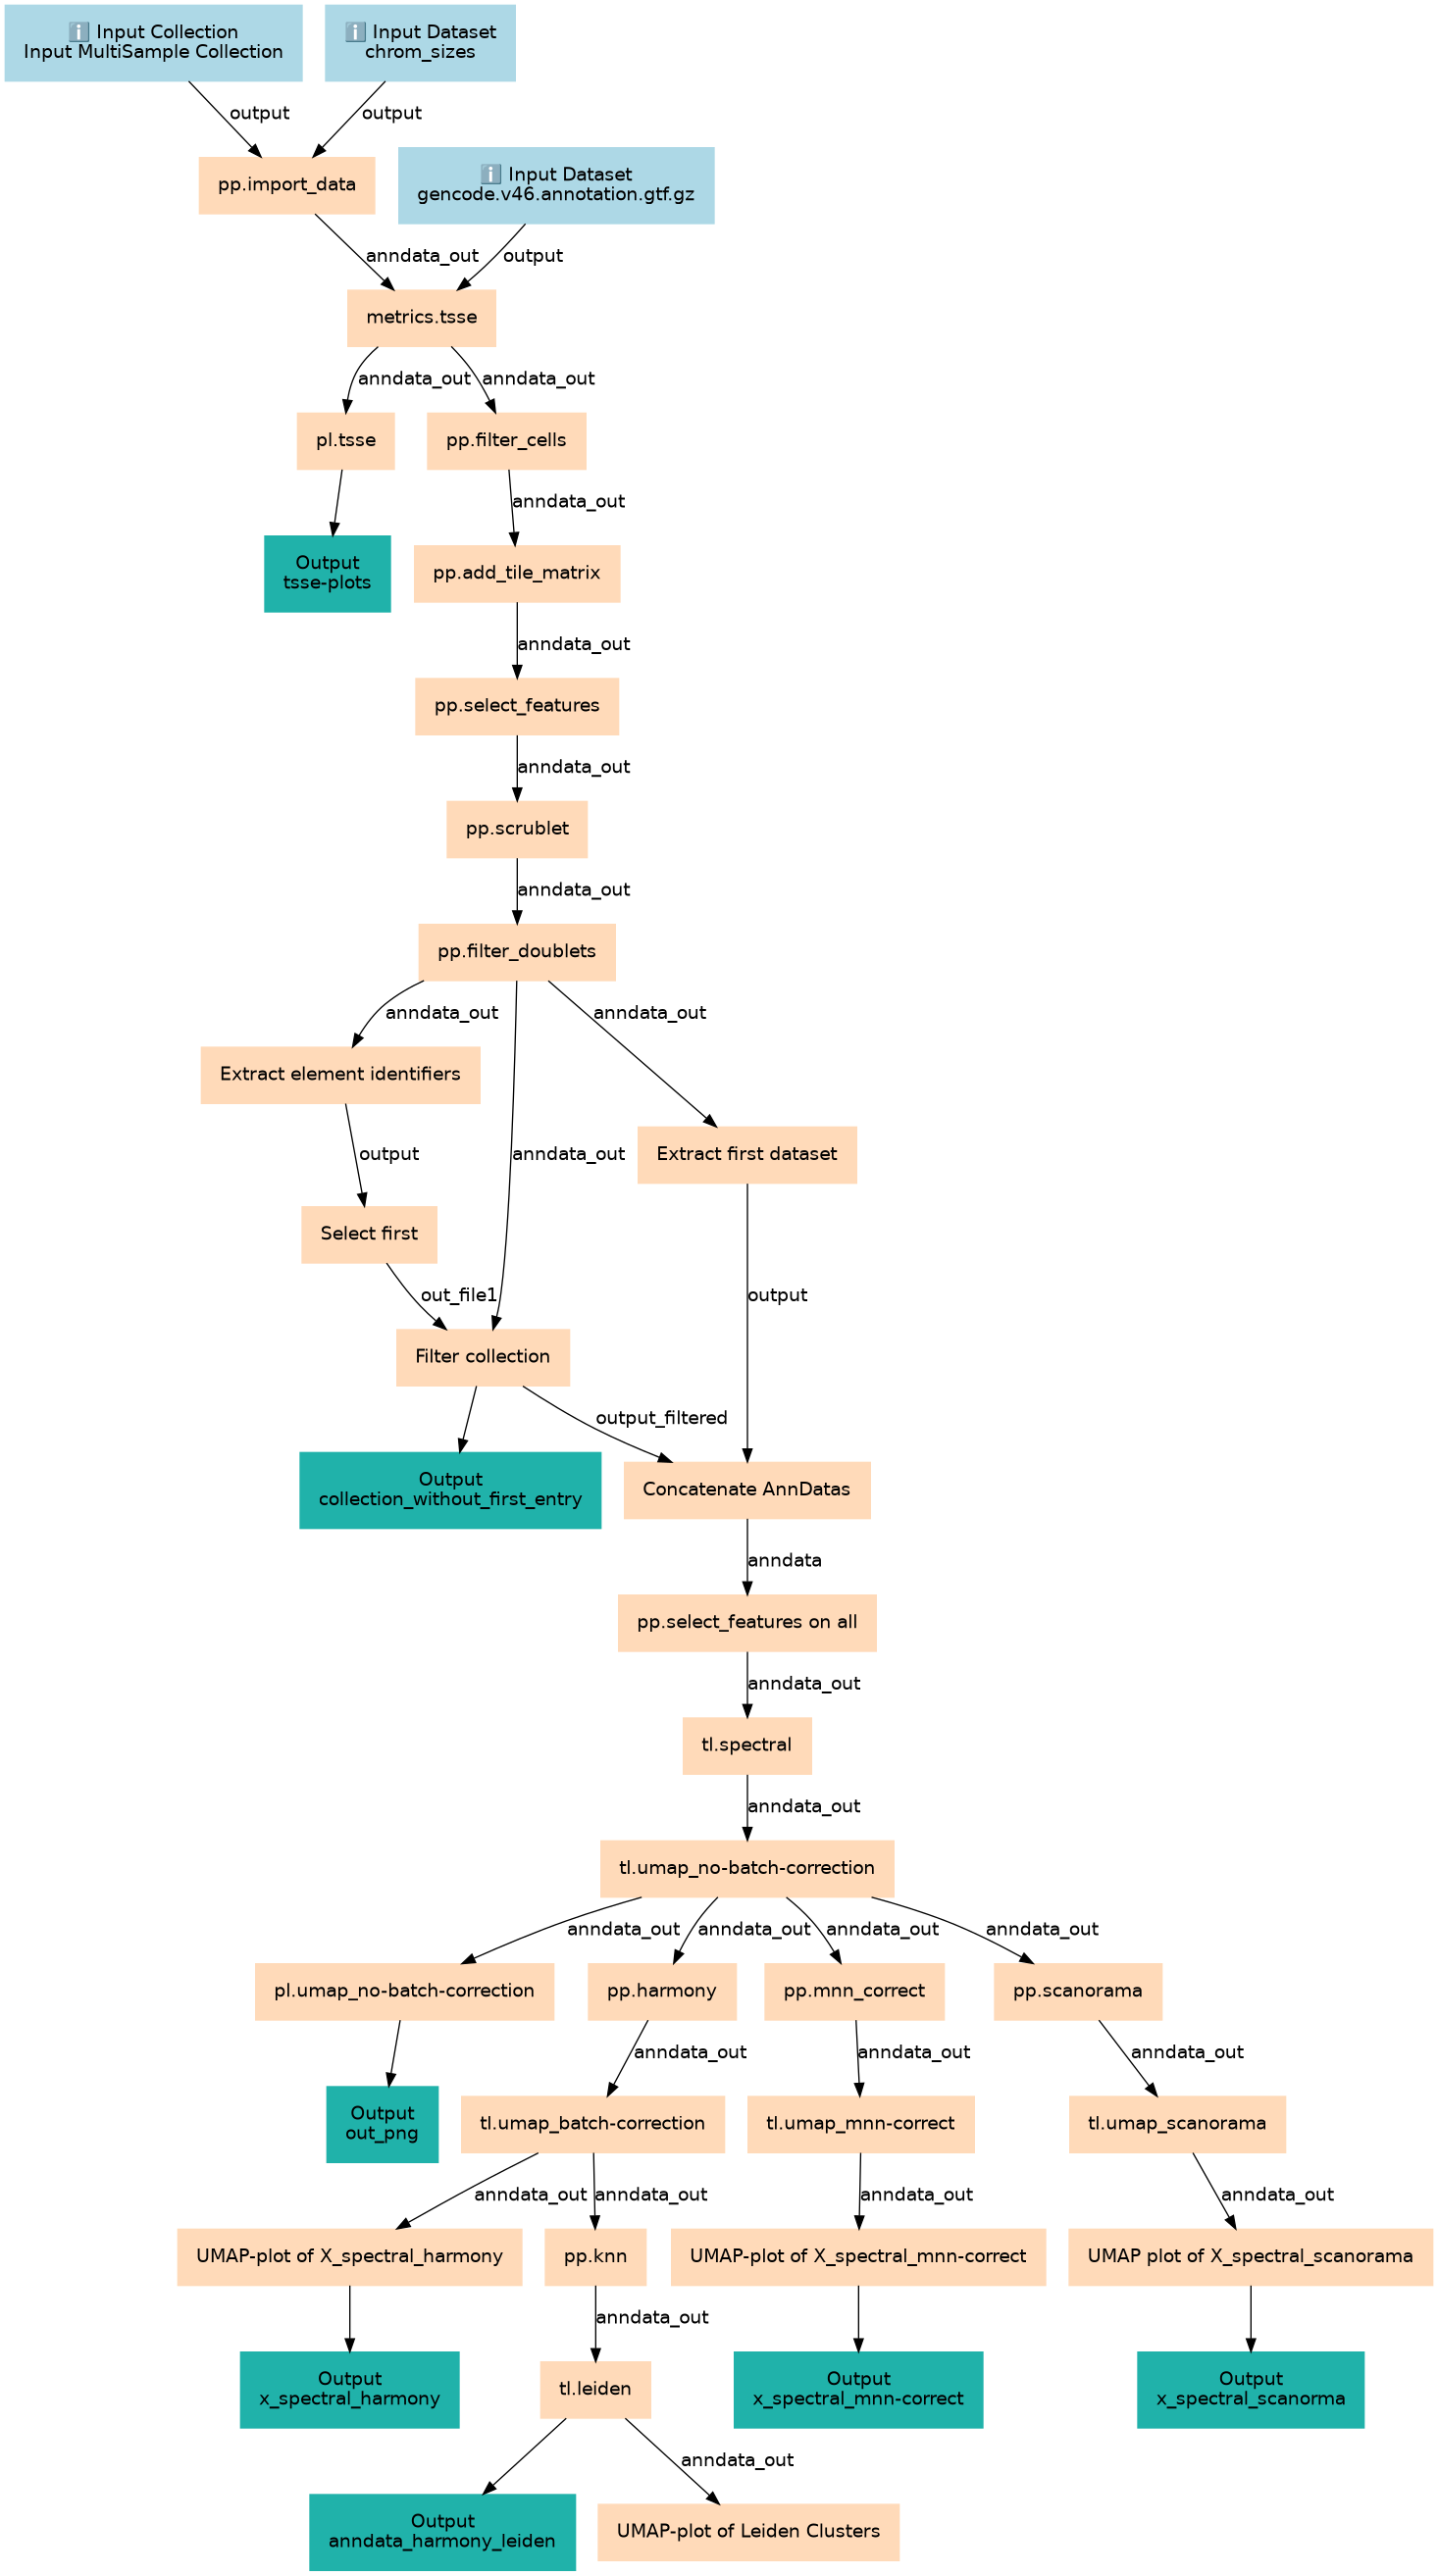 ℹ️ Input Collection
Input MultiSample Collection
ℹ️ Input Dataset
chrom_sizes
output
output
pp.import_data
ℹ️ Input Dataset
gencode.v46.annotation.gtf.gz
anndata_out
output
metrics.tsse
anndata_out
anndata_out
pl.tsse
pp.filter_cells
anndata_out
Output
tsse-plots
pp.add_tile_matrix
anndata_out
pp.select_features
anndata_out
pp.scrublet
anndata_out
pp.filter_doublets
anndata_out
anndata_out
Extract element identifiers
output
anndata_out
Extract first dataset
Select first
out_file1
output
Filter collection
output_filtered
Output
collection_without_first_entry
Concatenate AnnDatas
anndata
pp.select_features on all
anndata_out
tl.spectral
anndata_out
tl.umap_no-batch-correction
anndata_out
anndata_out
anndata_out
anndata_out
pl.umap_no-batch-correction
pp.harmony
pp.mnn_correct
pp.scanorama
anndata_out
anndata_out
anndata_out
Output
out_png
tl.umap_batch-correction
tl.umap_mnn-correct
tl.umap_scanorama
anndata_out
anndata_out
anndata_out
anndata_out
UMAP-plot of X_spectral_harmony
pp.knn
UMAP-plot of X_spectral_mnn-correct
UMAP plot of X_spectral_scanorama
anndata_out
Output
x_spectral_harmony
tl.leiden
Output
x_spectral_mnn-correct
Output
x_spectral_scanorma
anndata_out
Output
anndata_harmony_leiden
UMAP-plot of Leiden Clusters